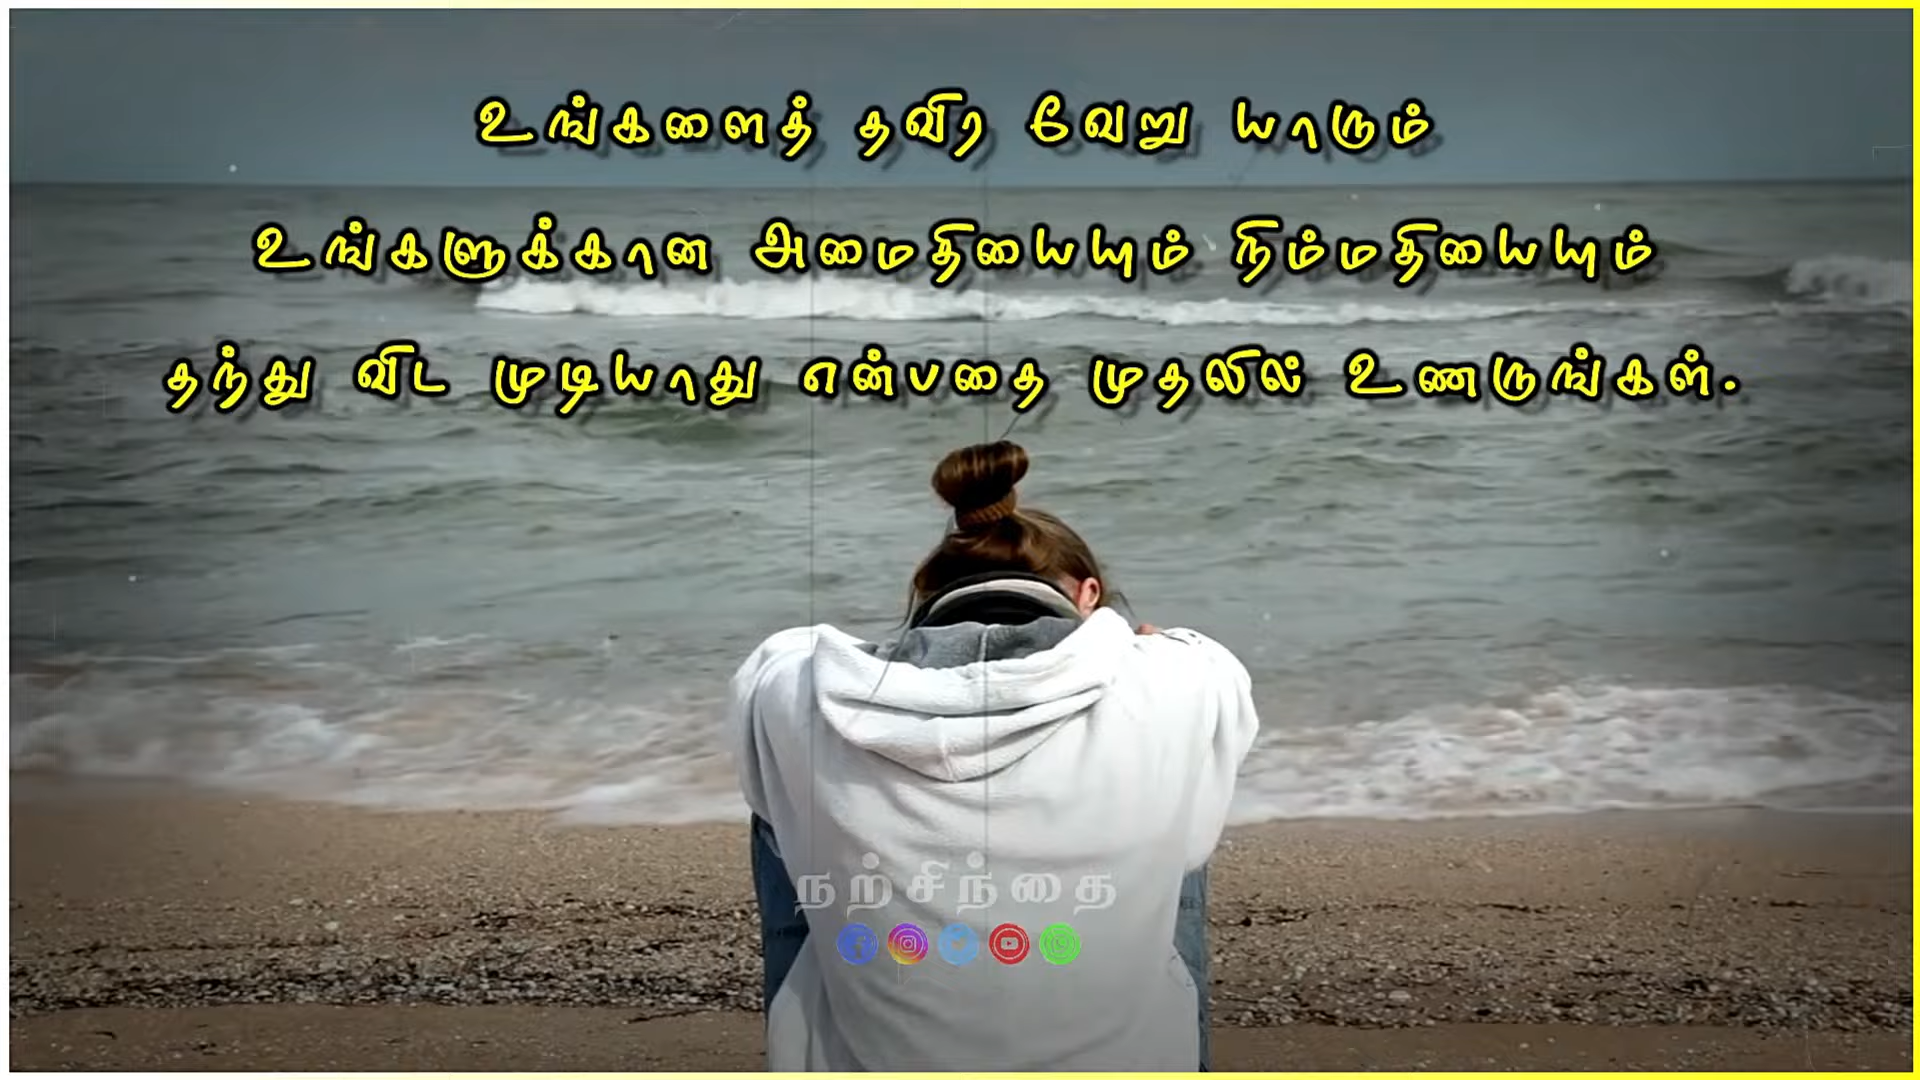 உங்களைத் தவிர வேறு யாரும்
உங்களுக்கான அமைதியையும் நிம்மதியையும்
தந்து விட முடியாது என்பதை முதலில் உணருங்கள்.
நற்சிந்தை